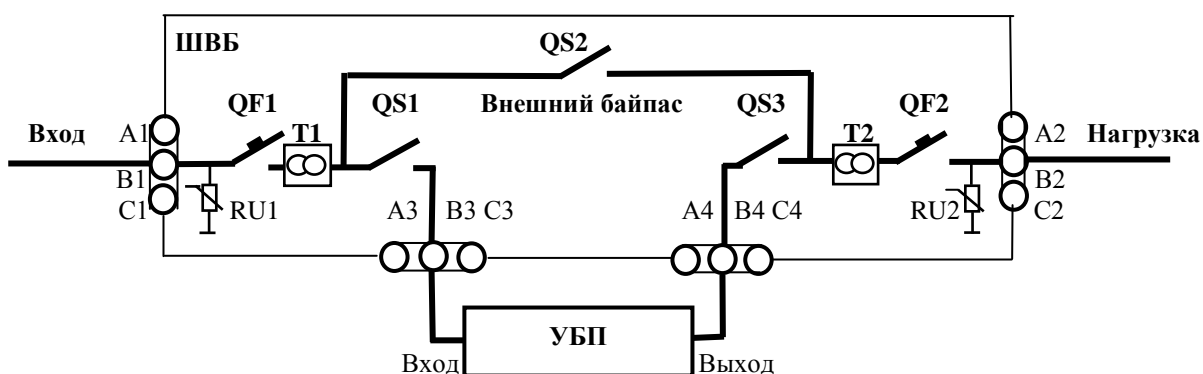 ШВБ
QS2
QF1
QS1
Внешний байпас
QS3
QF2
Вход
A1
T1
T2
A2
Нагрузка
B1
B2
C1
RU1
A3
B3 C3
A4
B4 C4
RU2
C2
УБП
Вход
Выход